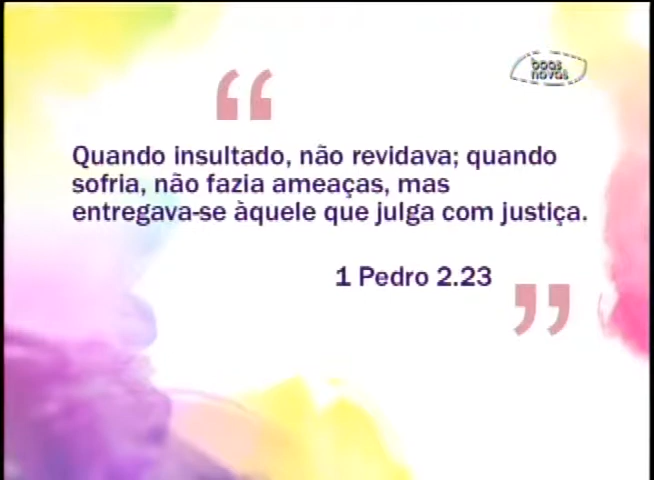 boas
novas
“
Quando insultado, não revidava; quando
sofria, não fazia ameaças, mas
entregava-se àquele que julga com justiça.
1 Pedro 2.23
”